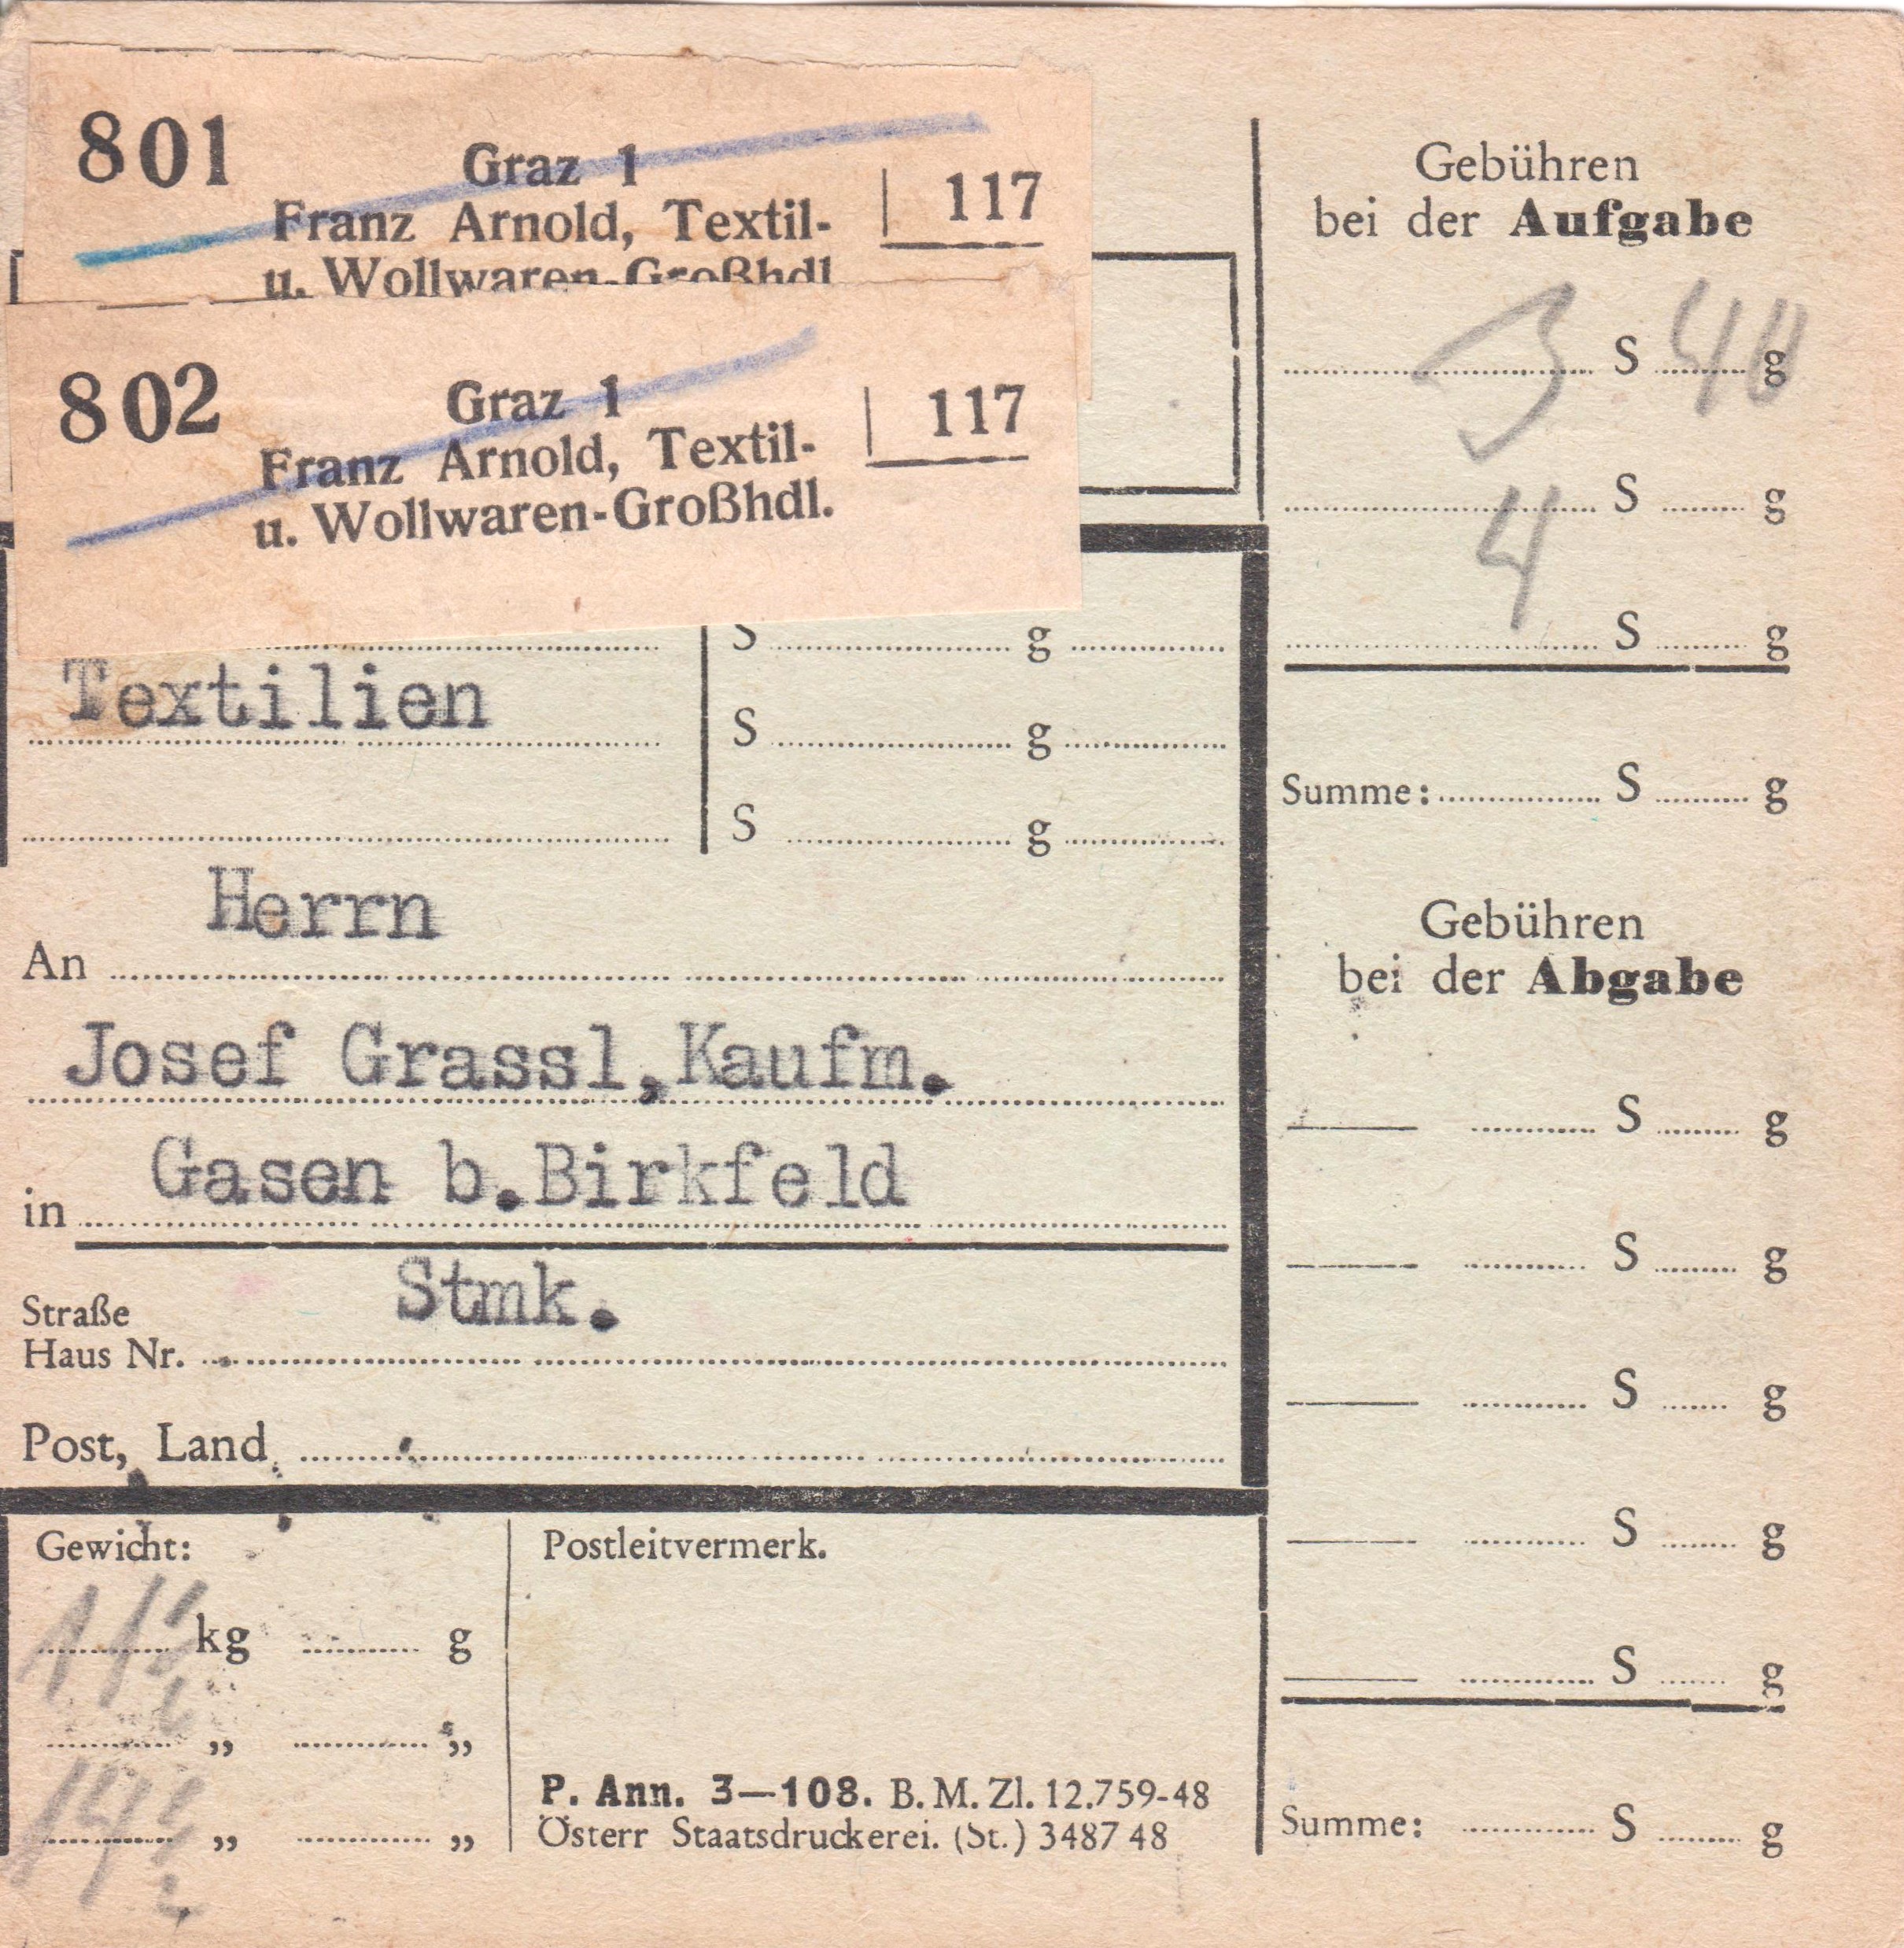 801
Graz 1
Franz Arnold, Textil-
u. Wollwaren-Großhdl
117
802
Graz 1
Franz Arnold, Textil-
u. Wollwaren-Großhdl.
117
S g
Textilien
S g
S g
Herrn
An
Josef Grassl,Kaufm.
in Gasen b.Birkfeld
Stmk.
Straße
Haus Nr.
Post, Land
Gewicht:
kg g
„ „
„ „
Postleitvermerk.
P. Ann. 3—108. B. M. Zl. 12.759-48
Österr Staatsdruckerei. (St.) 3487 48
Gebühren
bei der Aufgabe
3 S 40 g
4 S g
S g
Summe: S g
Gebühren
bei der Abgabe
S g
S g
S g
S g
S g
Summe: S g